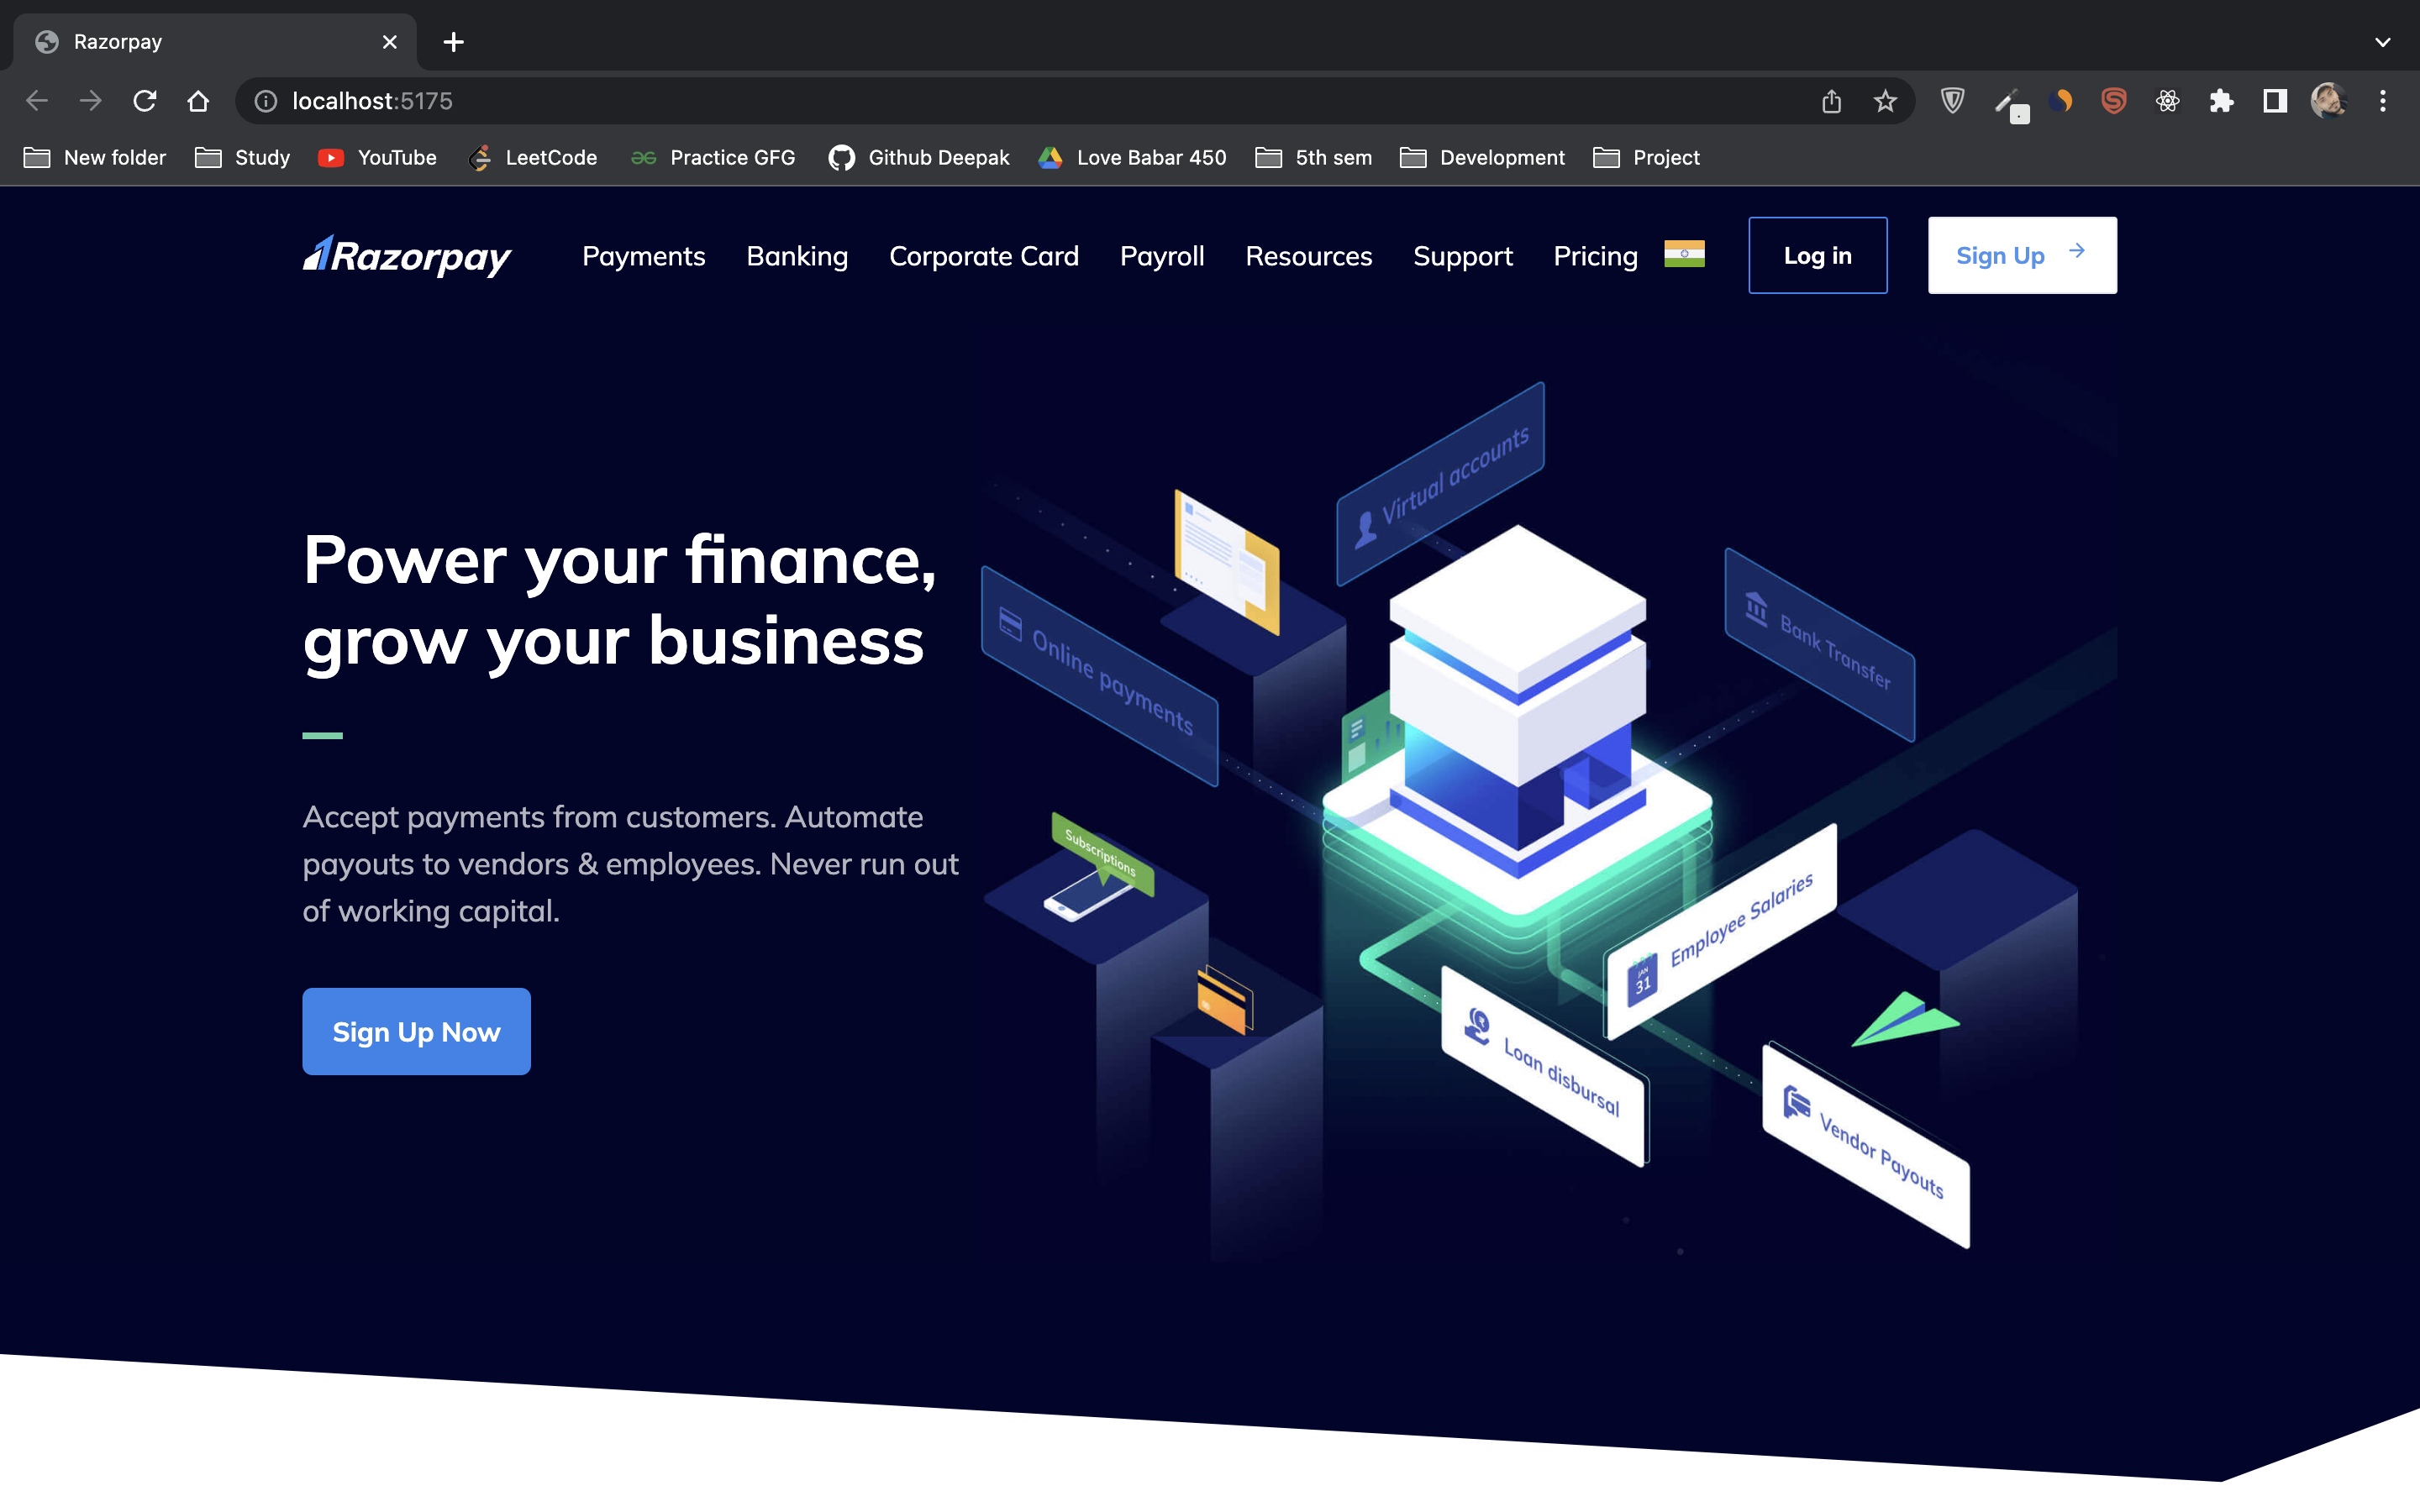 Razorpay
localhost:5175
New folder Study YouTube LeetCode Practice GFG Github Deepak Love Babar 450 5th sem Development Project
Razorpay Payments Banking Corporate Card Payroll Resources Support Pricing Log in Sign Up
Power your finance,
grow your business
Accept payments from customers. Automate
payouts to vendors & employees. Never run out
of working capital.
Sign Up Now
Virtual accounts
Online payments
Bank Transfer
Subscriptions
Employee Salaries
JAN
31
Loan disbursal
Vendor Payouts